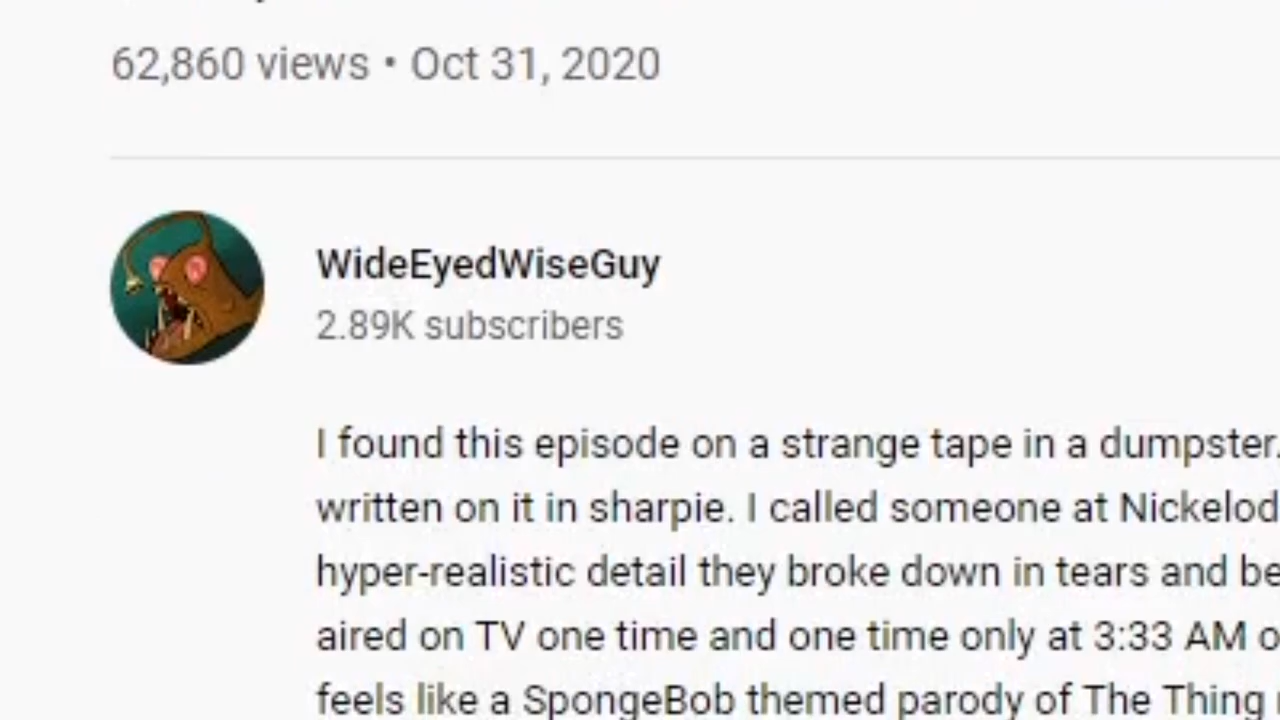 62,860 views • Oct 31, 2020
WideEyedWiseGuy
2.89K subscribers
I found this episode on a strange tape in a dumpster.
written on it in sharpie. I called someone at Nickelod
hyper-realistic detail they broke down in tears and be
aired on TV one time and one time only at 3:33 AM o
feels like a SpongeBob themed parody of The Thing